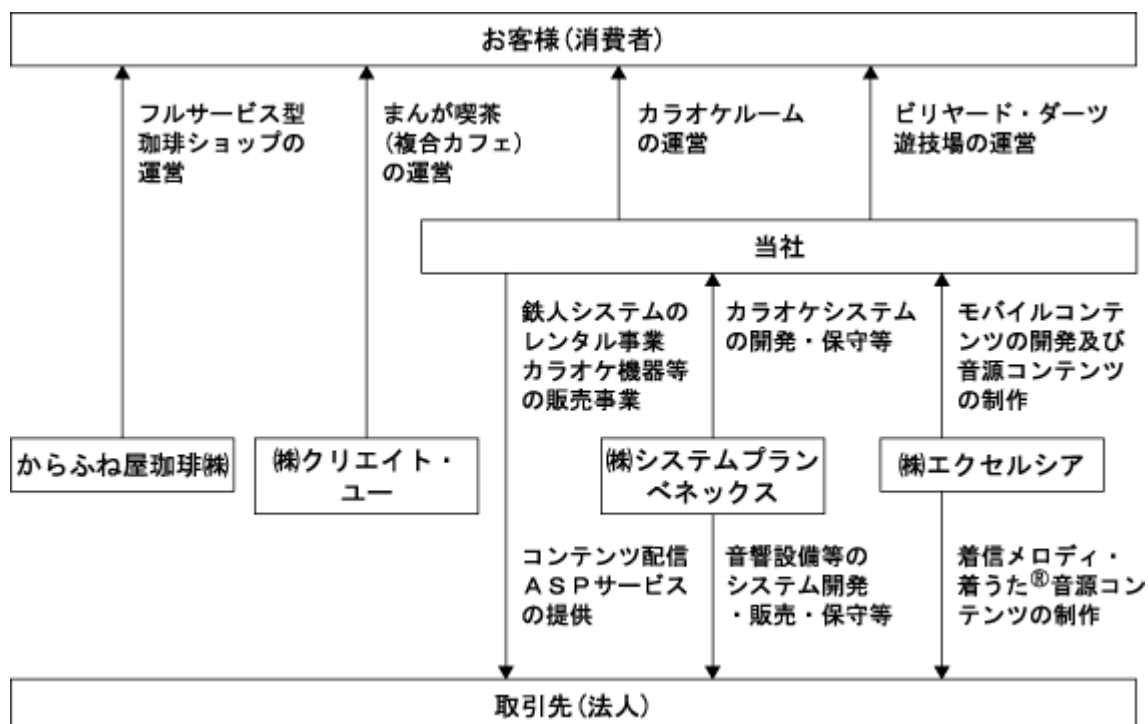 お客様(消費者)
フルサービス型
珈琲ショップの
運営
まんが喫茶
(複合カフェ)
の運営
カラオケルーム
の運営
ビリヤード・ダーツ
遊技場の運営
当社
鉄人システムの
レンタル事業
カラオケ機器等
の販売事業
カラオケシステム
の開発・保守等
モバイルコンテ
ンツの開発及び
音源コンテンツ
の制作
からふね屋珈琲㈱
㈱クリエイト・
ユー
㈱システムプラン
ベネックス
㈱エクセルシア
コンテンツ配信
ASPサービス
の提供
音響設備等の
システム開発
・販売・保守等
着信メロディ・
着うた®音源コン
テンツの制作
取引先(法人)